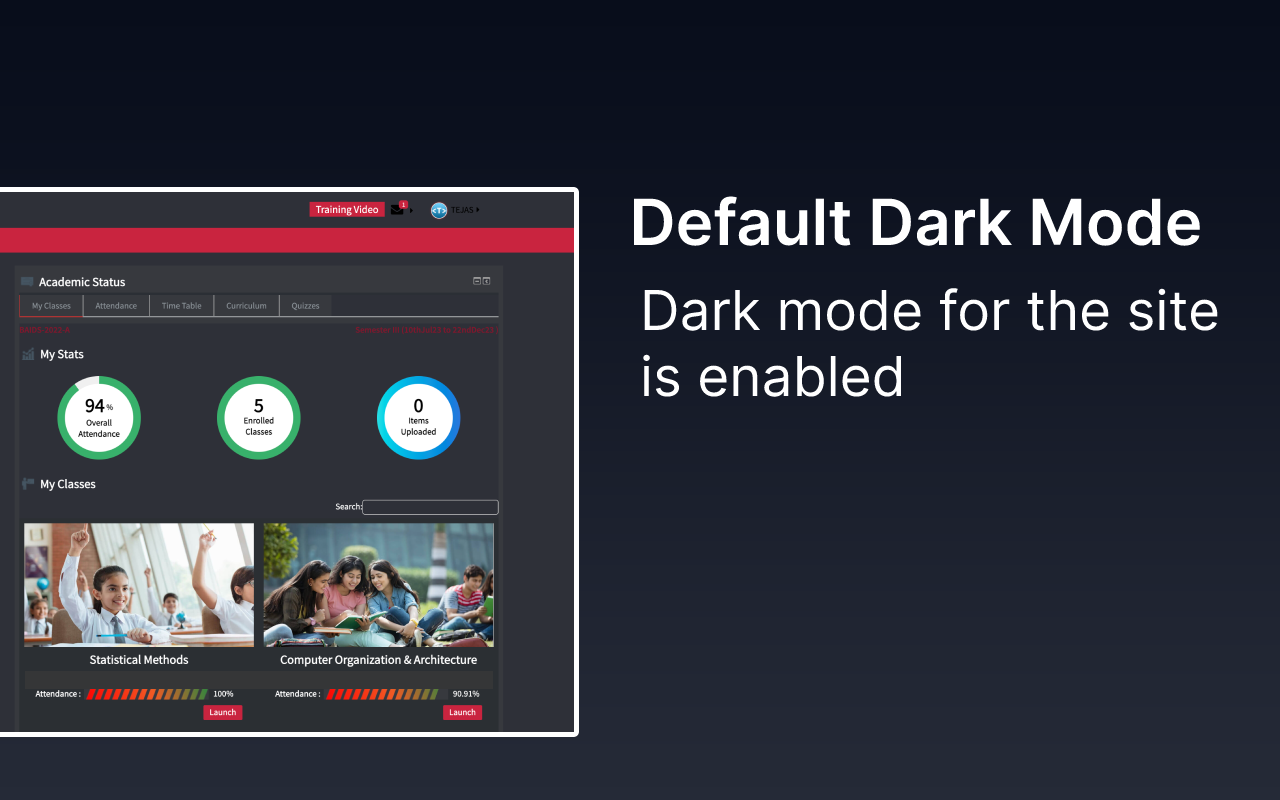 Training Video
1
<T>
TEJAS
Default Dark Mode
Dark mode for the site
is enabled
Academic Status
My Classes
Attendance
Time Table
Curriculum
Quizzes
My Stats
94 %
Overall
Attendance
5
Enrolled
Classes
0
Items
Uploaded
My Classes
Search:
Statistical Methods
Attendance : 100%
Launch
Computer Organization & Architecture
Attendance : 90.91%
Launch